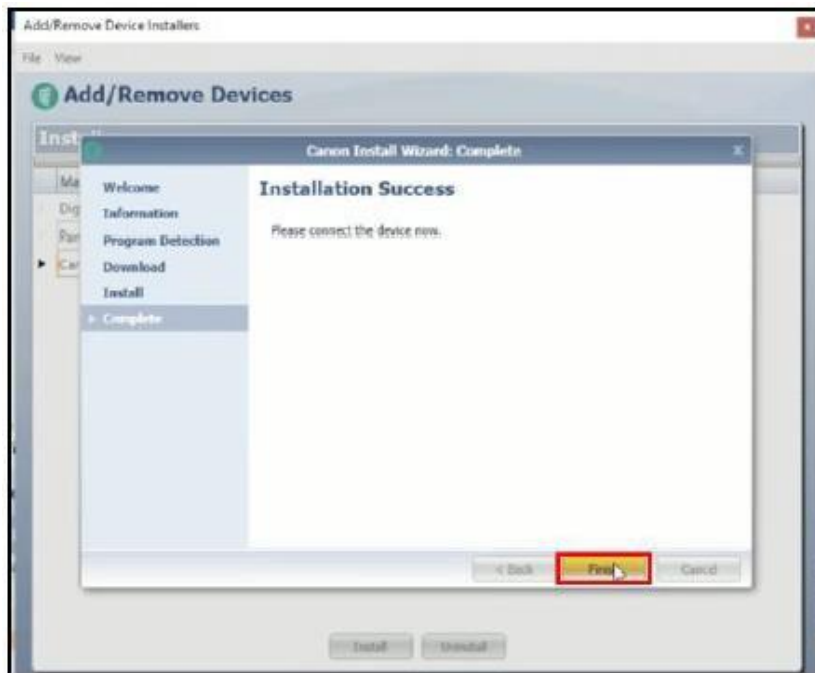 Add/Remove Device Installers
File View
Add/Remove Devices
Canon Install Wizard: Complete
Welcome
Information
Program Detection
Download
Install
Complete
Installation Success
Please connect the device now.
< Back
Cancel
Install Uninstall